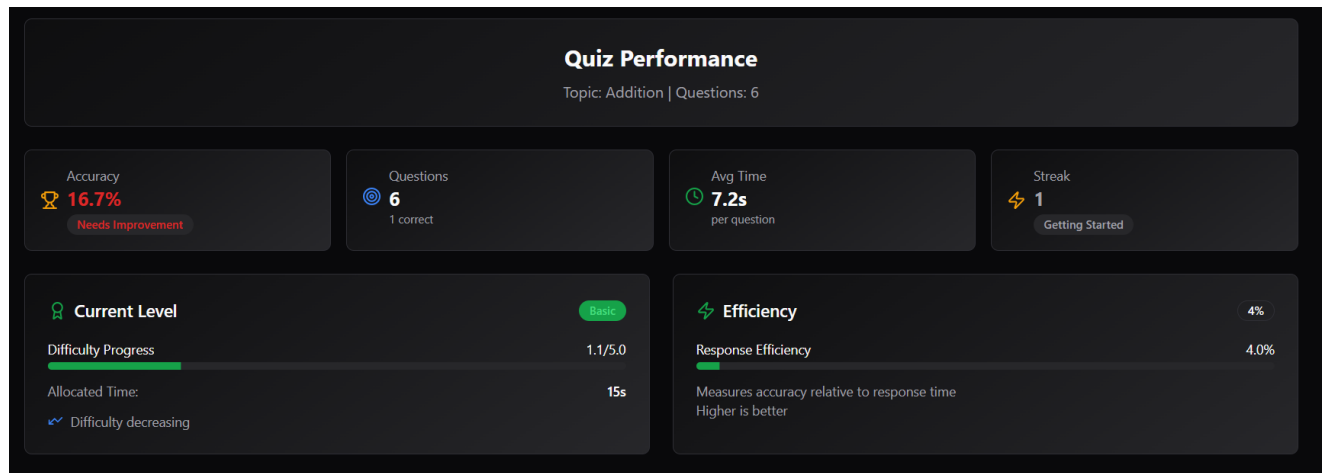 Quiz Performance
Topic: Addition | Questions: 6
Accuracy
16.7%
Needs Improvement
Questions
6
1 correct
Avg Time
7.2s
per question
Streak
1
Getting Started
Current Level
Basic
Difficulty Progress
1.1/5.0
Allocated Time:
15s
Difficulty decreasing
Efficiency
4%
Response Efficiency
4.0%
Measures accuracy relative to response time
Higher is better